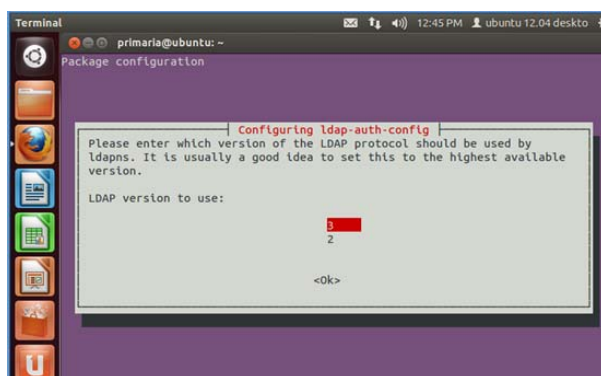 Terminal
12:45 PM ubuntu 12.04 deskto
primaria@ubuntu: ~
Package configuration
Configuring ldap-auth-config
Please enter which version of the LDAP protocol should be used by
ldapns. It is usually a good idea to set this to the highest available
version.
LDAP version to use:
3
2
<Ok>